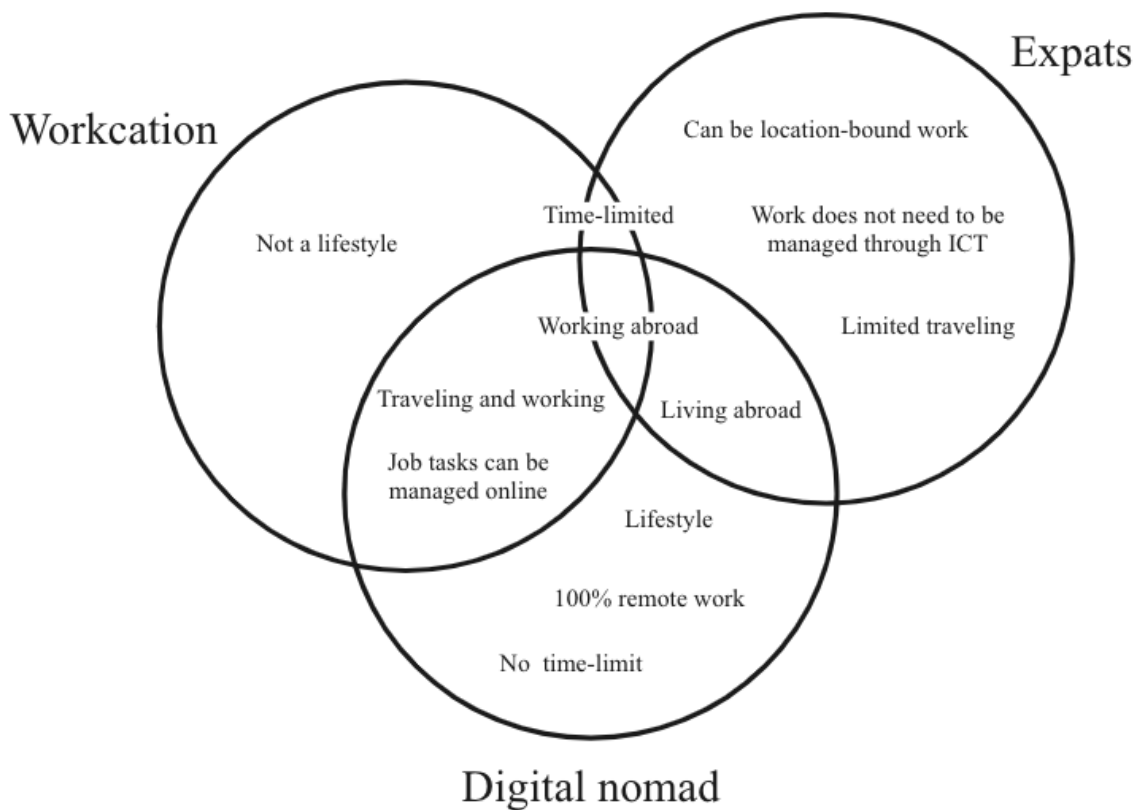 Expats
Workcation
Can be location-bound work
Time-limited
Work does not need to be
managed through ICT
Not a lifestyle
Working abroad
Limited traveling
Traveling and working
Living abroad
Job tasks can be
managed online
Lifestyle
100% remote work
No time-limit
Digital nomad